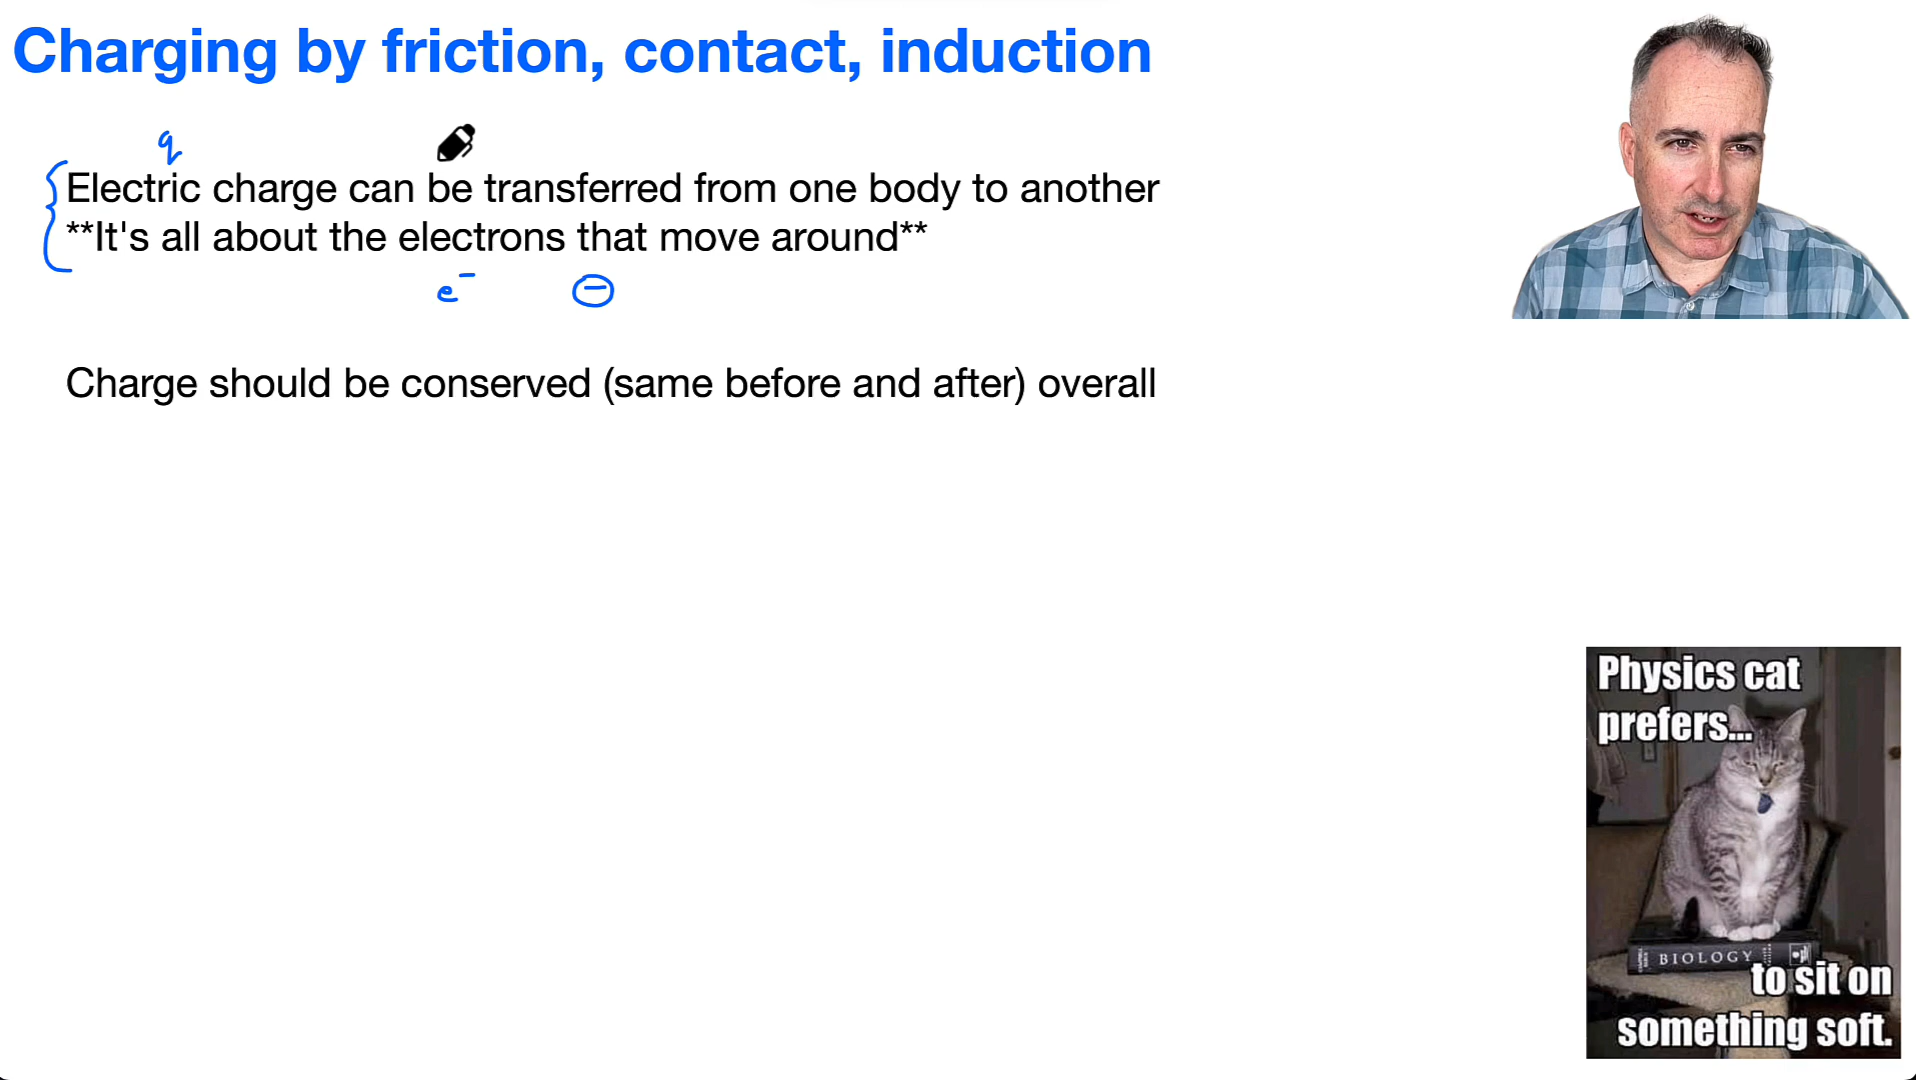 Charging by friction, contact, induction
q
Electric charge can be transferred from one body to another
**It's all about the electrons that move around**
e⁻ ⊖
Charge should be conserved (same before and after) overall
Physics cat
prefers...
BIOLOGY
to sit on
something soft.